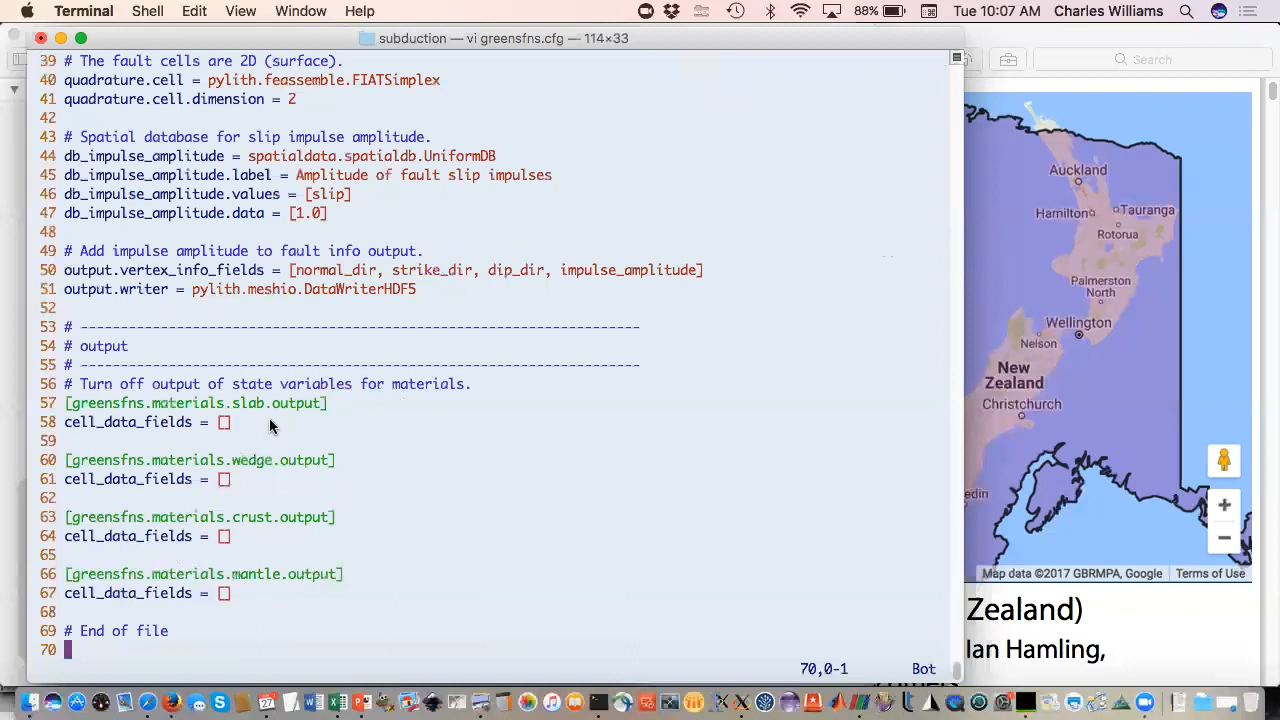 Terminal Shell Edit View Window Help 88% Tue 10:07 AM Charles Williams
subduction — vi greensfns.cfg — 114×33
Search
39 # The fault cells are 2D (surface).
40 quadrature.cell = pylith.feassemble.FIATSimplex
41 quadrature.cell.dimension = 2
42
43 # Spatial database for slip impulse amplitude.
44 db_impulse_amplitude = spatialdata.spatialdb.UniformDB
45 db_impulse_amplitude.label = Amplitude of fault slip impulses
46 db_impulse_amplitude.values = [slip]
47 db_impulse_amplitude.data = [1.0]
48
49 # Add impulse amplitude to fault info output.
50 output.vertex_info_fields = [normal_dir, strike_dir, dip_dir, impulse_amplitude]
51 output.writer = pylith.meshio.DataWriterHDF5
52
53 # ----------------------------------------------------------------------
54 # output
55 # ----------------------------------------------------------------------
56 # Turn off output of state variables for materials.
57 [greensfns.materials.slab.output]
58 cell_data_fields = []
59
60 [greensfns.materials.wedge.output]
61 cell_data_fields = []
62
63 [greensfns.materials.crust.output]
64 cell_data_fields = []
65
66 [greensfns.materials.mantle.output]
67 cell_data_fields = []
68
69 # End of file
70
70,0-1 Bot
Auckland
Hamilton
Tauranga
Rotorua
Palmerston
North
Wellington
Nelson
New
Zealand
Christchurch
edin
+
−
Map data ©2017 GBRMPA, Google Terms of Use
Zealand)
Ian Hamling,